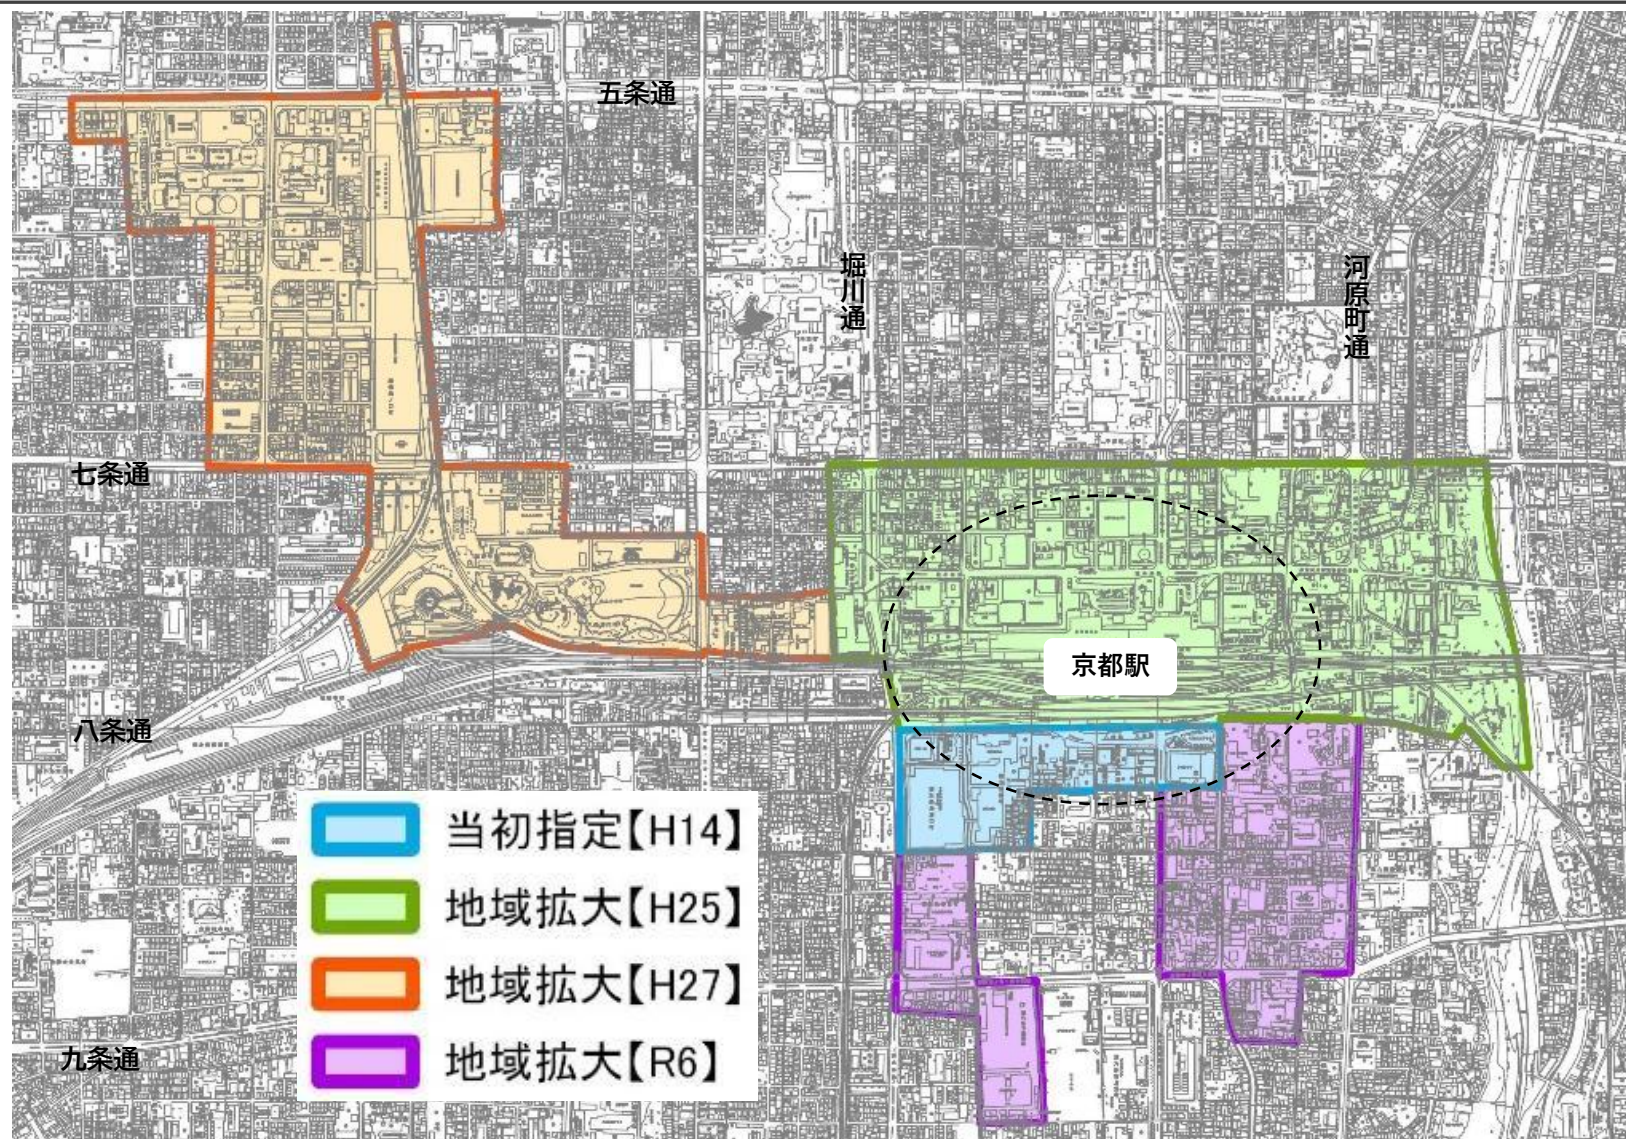 五条通
堀川通
河原町通
七条通
京都駅
八条通
当初指定【H14】
地域拡大【H25】
地域拡大【H27】
地域拡大【R6】
九条通